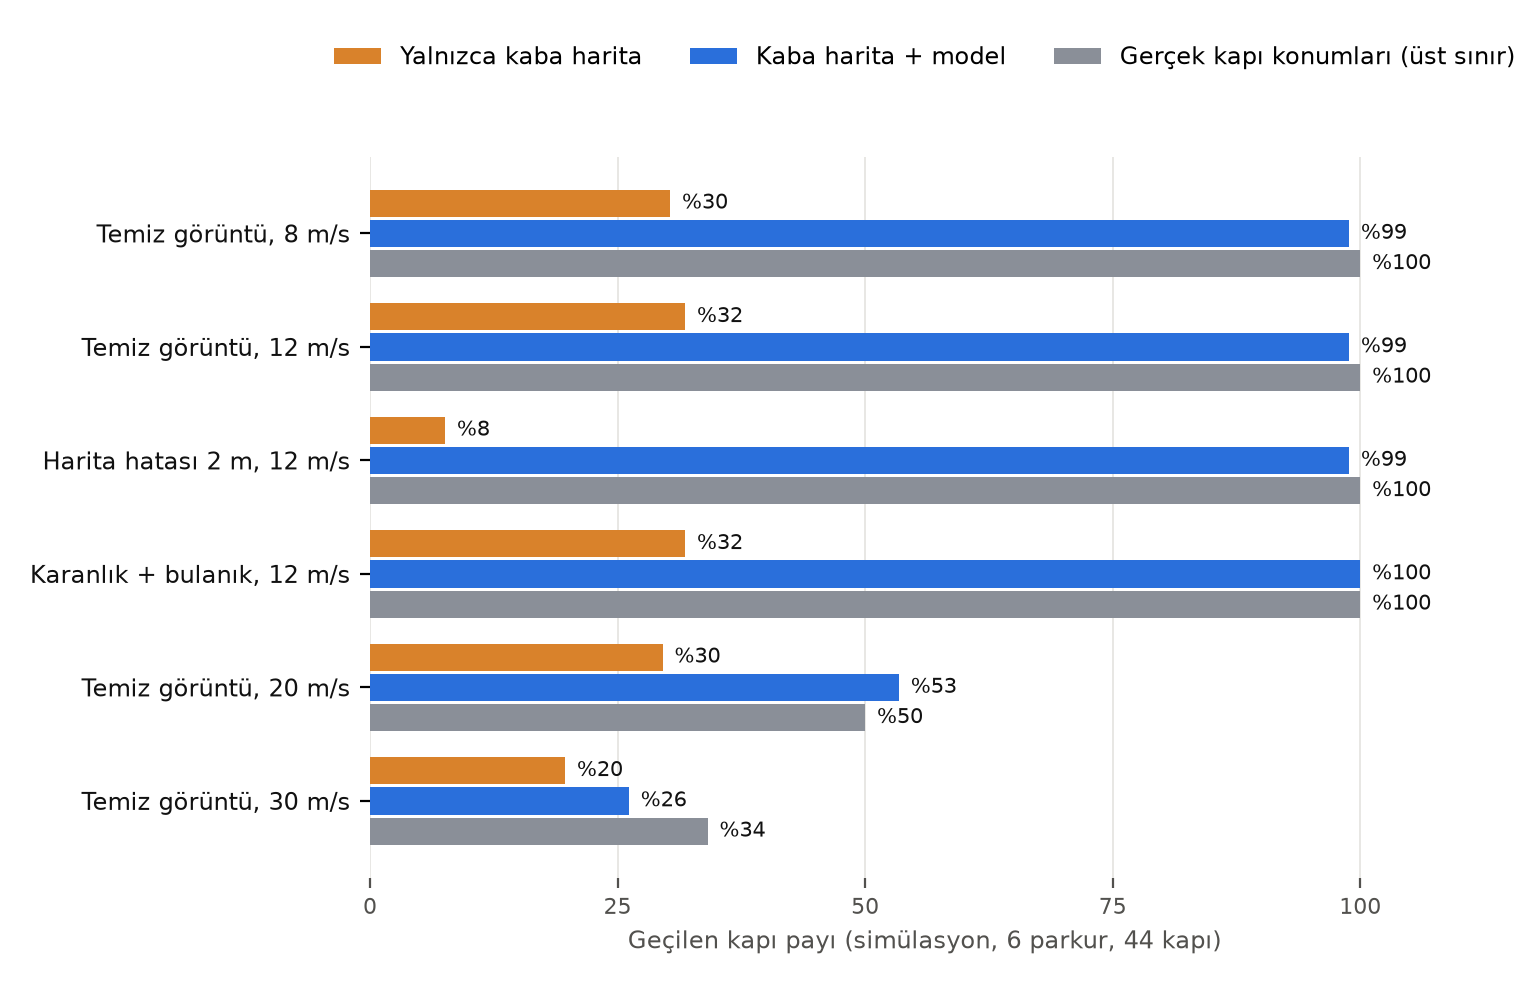 Yalnızca kaba harita
Kaba harita + model
Gerçek kapı konumları (üst sınır)
Temiz görüntü, 8 m/s
%30
%99
%100
Temiz görüntü, 12 m/s
%32
%99
%100
Harita hatası 2 m, 12 m/s
%8
%99
%100
Karanlık + bulanık, 12 m/s
%32
%100
%100
Temiz görüntü, 20 m/s
%30
%53
%50
Temiz görüntü, 30 m/s
%20
%26
%34
0 25 50 75 100
Geçilen kapı payı (simülasyon, 6 parkur, 44 kapı)